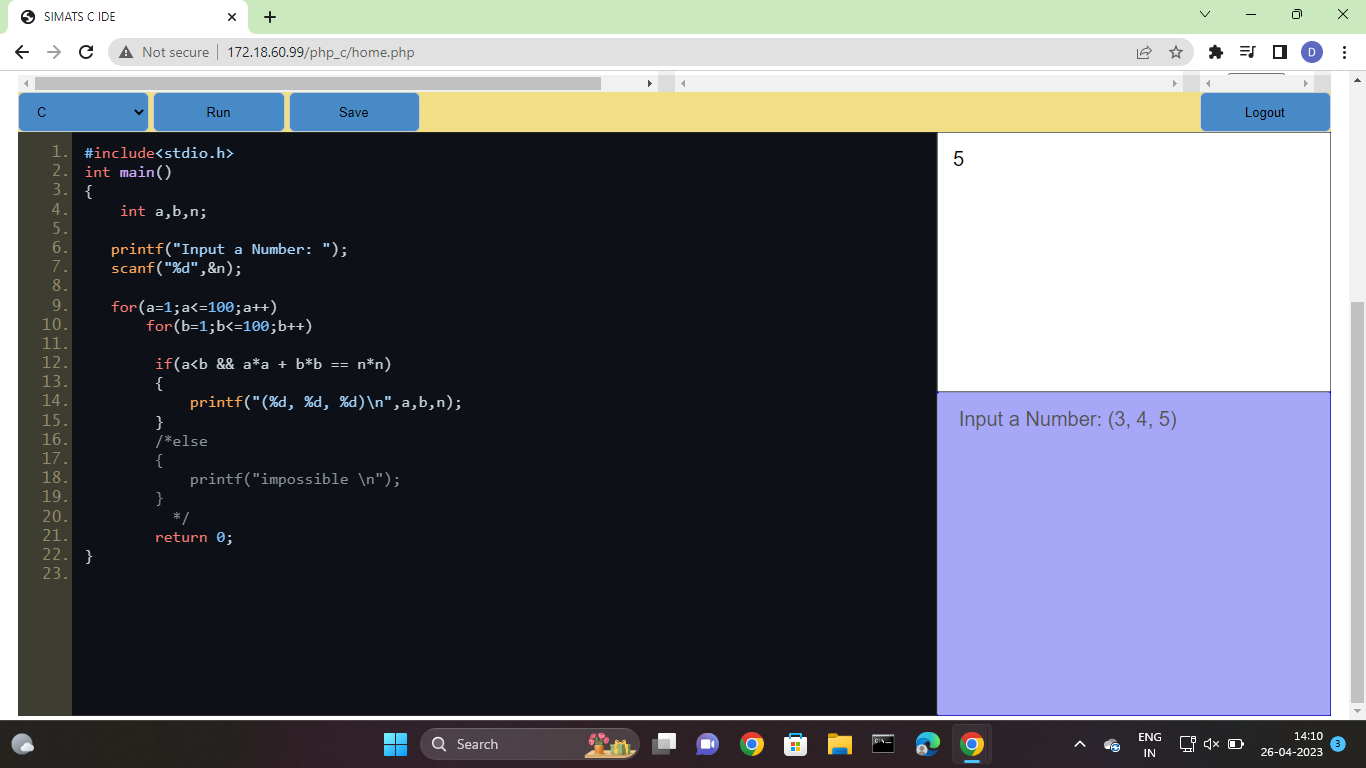 SIMATS C IDE
Not secure | 172.18.60.99/php_c/home.php
D
C Run Save Logout
1. #include<stdio.h>
2. int main()
3. {
4. int a,b,n;
5.
6. printf("Input a Number: ");
7. scanf("%d",&n);
8.
9. for(a=1;a<=100;a++)
10. for(b=1;b<=100;b++)
11.
12. if(a<b && a*a + b*b == n*n)
13. {
14. printf("(%d, %d, %d)\n",a,b,n);
15. }
16. /*else
17. {
18. printf("impossible \n");
19. }
20. */
21. return 0;
22. }
23.
5
Input a Number: (3, 4, 5)
Search
ENG
IN
14:10
26-04-2023
3